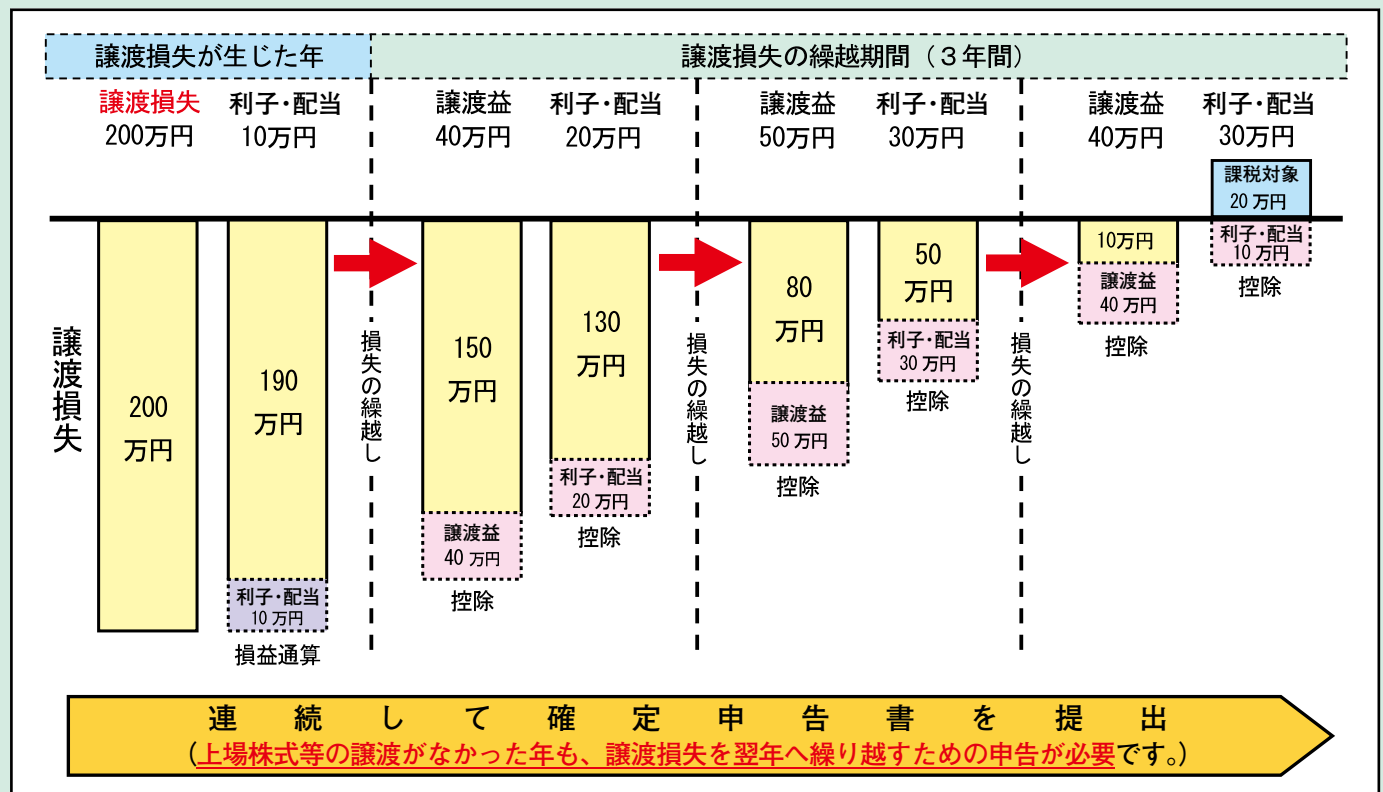 譲渡損失が生じた年
譲渡損失の繰越期間（３年間）
譲渡損失
200万円
利子・配当
10万円
譲渡益
40万円
利子・配当
20万円
譲渡益
50万円
利子・配当
30万円
譲渡益
40万円
利子・配当
30万円
譲渡損失
200
万円
190
万円
利子・配当
10万円
損益通算
損失の繰越し
150
万円
譲渡益
40万円
控除
130
万円
利子・配当
20万円
控除
損失の繰越し
80
万円
譲渡益
50万円
控除
50
万円
利子・配当
30万円
控除
損失の繰越し
10万円
譲渡益
40万円
控除
課税対象
20万円
利子・配当
10万円
控除
連続して確定申告書を提出
（上場株式等の譲渡がなかった年も、譲渡損失を翌年へ繰り越すための申告が必要です。）